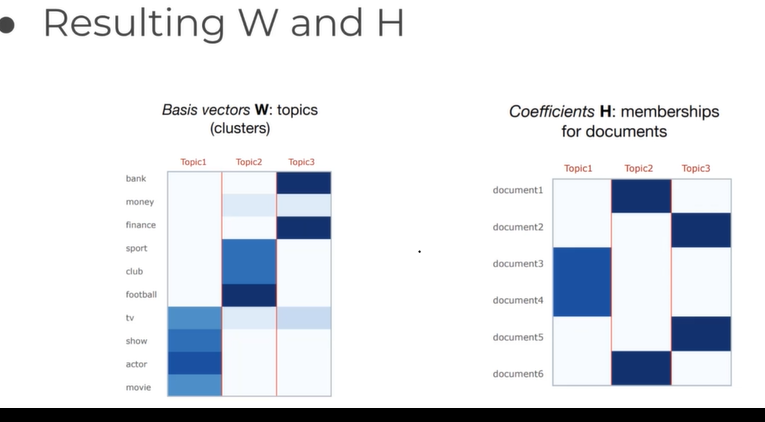 • Resulting W and H
Basis vectors W: topics
(clusters)
Topic1 Topic2 Topic3
bank
money
finance
sport
club
football
tv
show
actor
movie
Coefficients H: memberships
for documents
Topic1 Topic2 Topic3
document1
document2
document3
document4
document5
document6